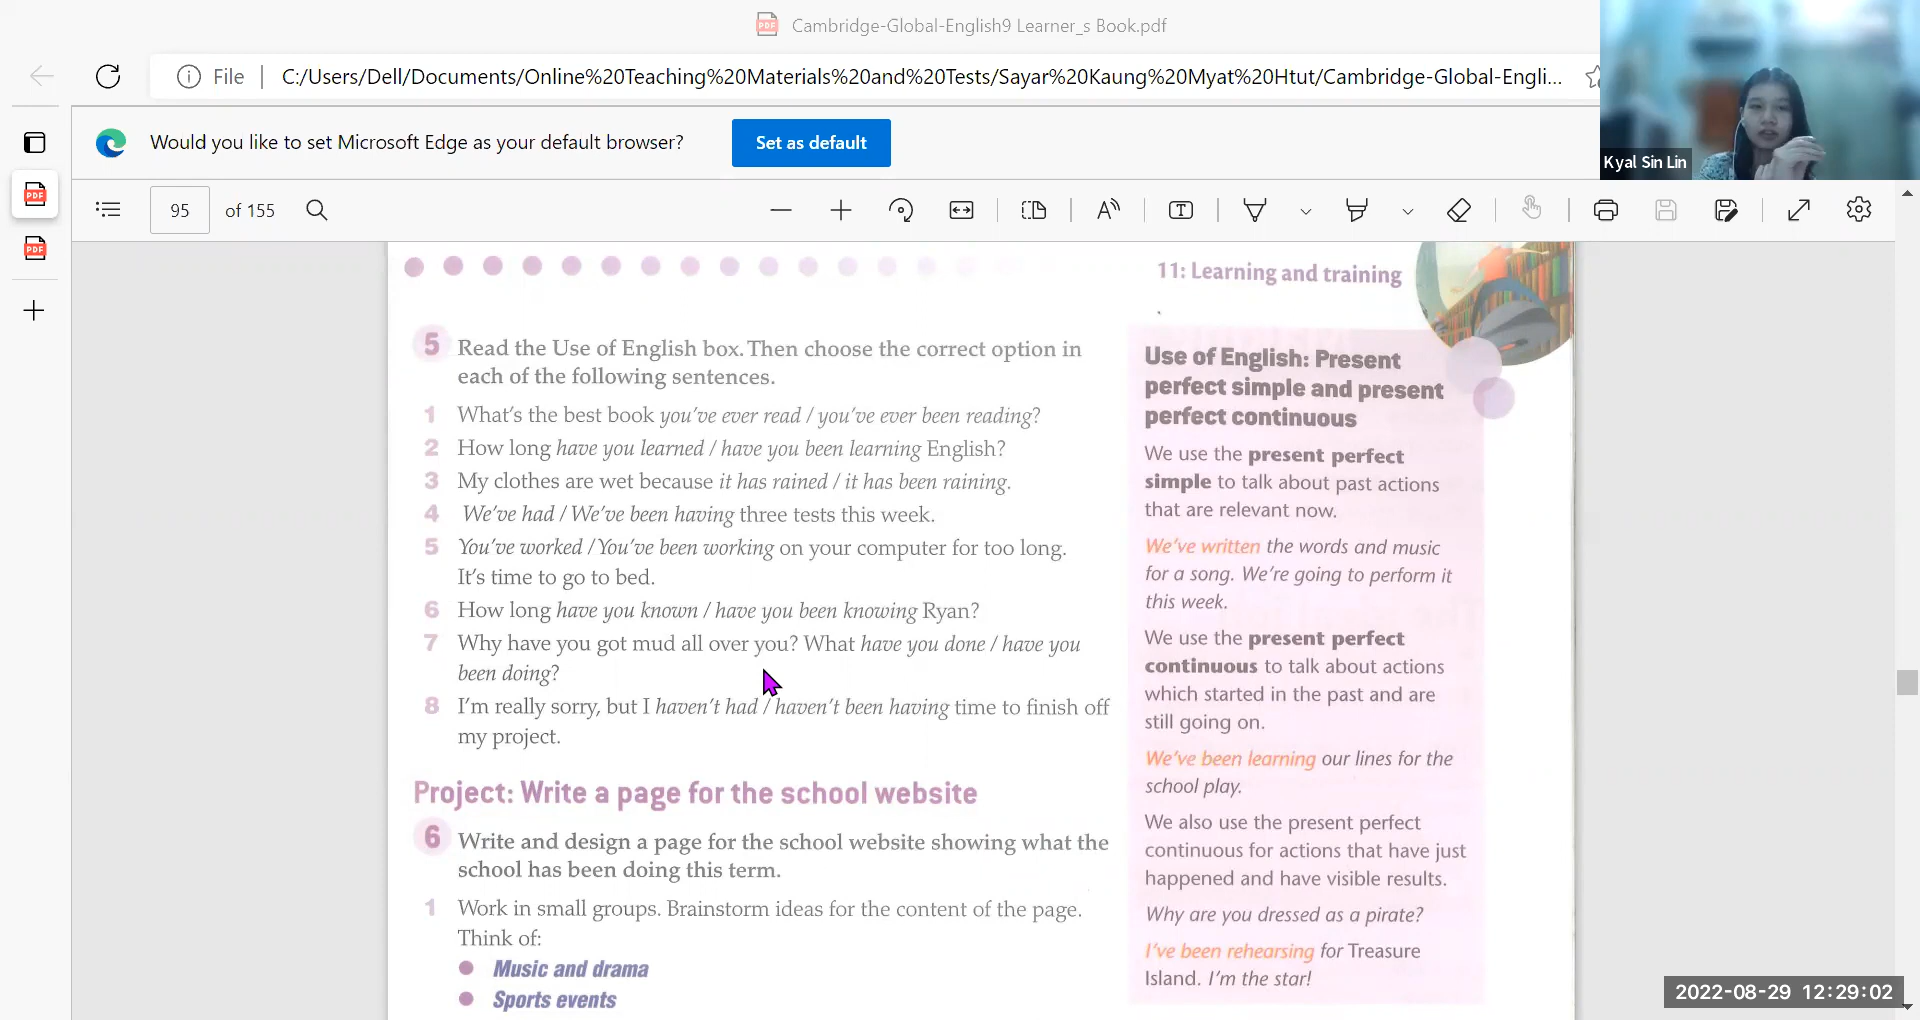 Cambridge-Global-English9 Learner_s Book.pdf
File
C:/Users/Dell/Documents/Online%20Teaching%20Materials%20and%20Tests/Sayar%20Kaung%20Myat%20Htut/Cambridge-Global-Engli...
Would you like to set Microsoft Edge as your default browser?
Set as default
Kyal Sin Lin
95 of 155
11: Learning and training
5 Read the Use of English box. Then choose the correct option in
each of the following sentences.
1 What's the best book you've ever read / you've ever been reading?
2 How long have you learned / have you been learning English?
3 My clothes are wet because it has rained / it has been raining.
4 We've had / We've been having three tests this week.
5 You've worked / You've been working on your computer for too long.
It's time to go to bed.
6 How long have you known / have you been knowing Ryan?
7 Why have you got mud all over you? What have you done / have you
been doing?
8 I'm really sorry, but I haven't had / haven't been having time to finish off
my project.
Project: Write a page for the school website
6 Write and design a page for the school website showing what the
school has been doing this term.
1 Work in small groups. Brainstorm ideas for the content of the page.
Think of:
Music and drama
Sports events
Use of English: Present
perfect simple and present
perfect continuous
We use the present perfect
simple to talk about past actions
that are relevant now.
We've written the words and music
for a song. We're going to perform it
this week.
We use the present perfect
continuous to talk about actions
which started in the past and are
still going on.
We've been learning our lines for the
school play.
We also use the present perfect
continuous for actions that have just
happened and have visible results.
Why are you dressed as a pirate?
I've been rehearsing for Treasure
Island. I'm the star!
2022-08-29 12:29:02